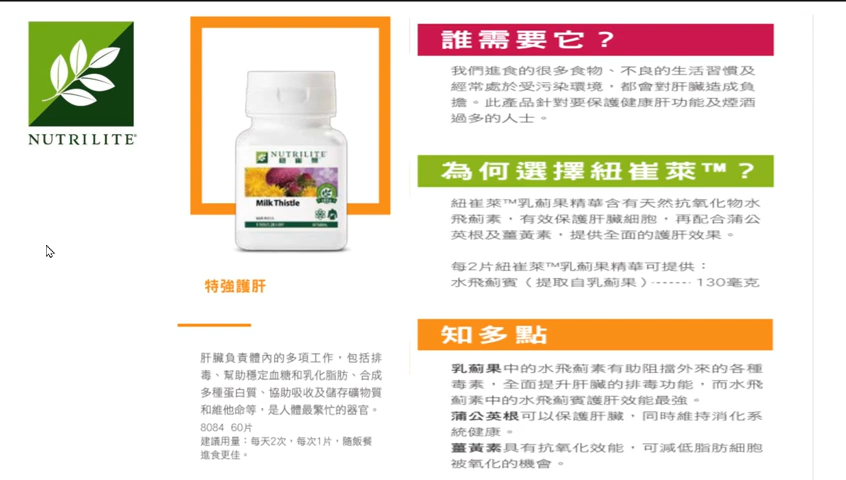 NUTRILITE®
NUTRILITE
紐崔萊
Milk Thistle
特強護肝
肝臟負責體內的多項工作，包括排
毒、幫助穩定血糖和乳化脂肪、合成
多種蛋白質、協助吸收及儲存礦物質
和維他命等，是人體最繁忙的器官。
8084 60片
建議用量：每天2次，每次1片，隨飯餐
進食更佳。
誰需要它？
我們進食的很多食物、不良的生活習慣及
經常處於受污染環境，都會對肝臟造成負
擔。此產品針對要保護健康肝功能及煙酒
過多的人士。
為何選擇紐崔萊™？
紐崔萊™乳薊果精華含有天然抗氧化物水
飛薊素，有效保護肝臟細胞，再配合蒲公
英根及薑黃素，提供全面的護肝效果。
每2片紐崔萊™乳薊果精華可提供：
水飛薊賓（提取自乳薊果）······ 130毫克
知多點
乳薊果中的水飛薊素有助阻擋外來的各種
毒素，全面提升肝臟的排毒功能，而水飛
薊素中的水飛薊賓護肝效能最強。
蒲公英根可以保護肝臟，同時維持消化系
統健康。
薑黃素具有抗氧化效能，可減低脂肪細胞
被氧化的機會。